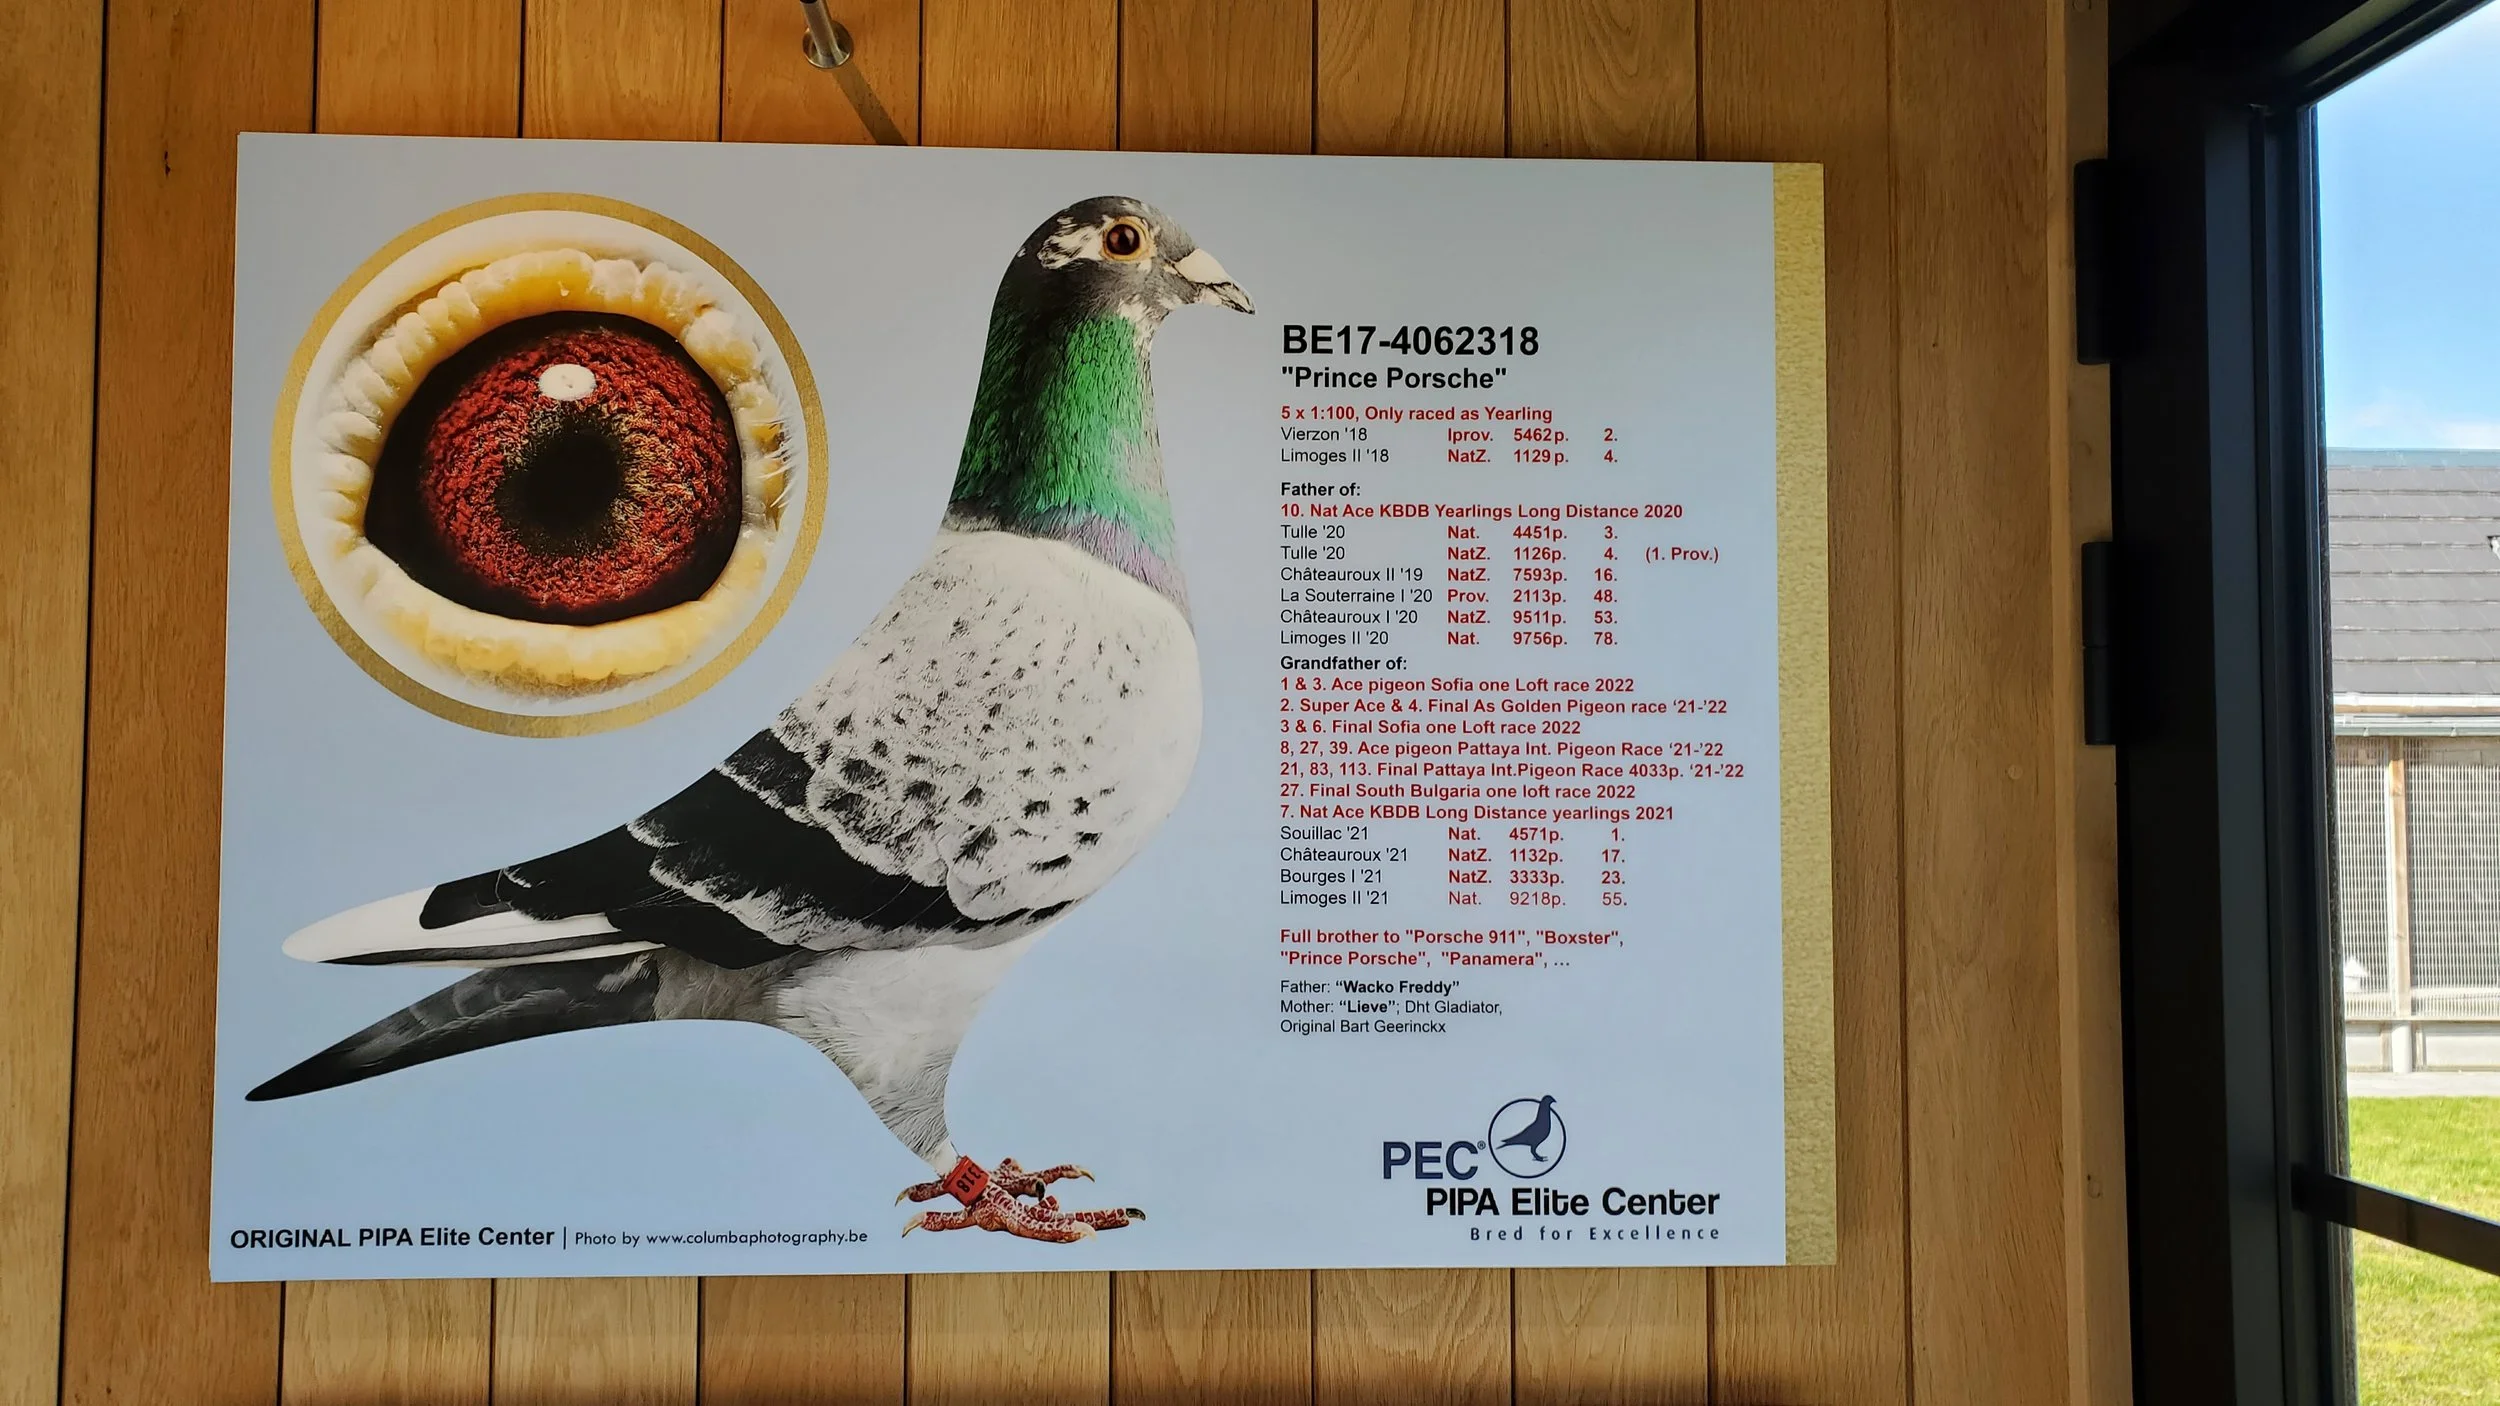 BE17-4062318
"Prince Porsche"
5 x 1:100, Only raced as Yearling
Vierzon '18 Iprov. 5462p. 2.
Limoges II '18 NatZ. 1129p. 4.
Father of:
10. Nat Ace KBDB Yearlings Long Distance 2020
Tulle '20 Nat. 4451p. 3.
Tulle '20 NatZ. 1126p. 4. (1. Prov.)
Châteauroux II '19 NatZ. 7593p. 16.
La Souterraine I '20 Prov. 2113p. 48.
Châteauroux I '20 NatZ. 9511p. 53.
Limoges II '20 Nat. 9756p. 78.
Grandfather of:
1 & 3. Ace pigeon Sofia one Loft race 2022
2. Super Ace & 4. Final As Golden Pigeon race ‘21-’22
3 & 6. Final Sofia one Loft race 2022
8, 27, 39. Ace pigeon Pattaya Int. Pigeon Race ‘21-’22
21, 83, 113. Final Pattaya Int.Pigeon Race 4033p. ‘21-’22
27. Final South Bulgaria one loft race 2022
7. Nat Ace KBDB Long Distance yearlings 2021
Souillac '21 Nat. 4571p. 1.
Châteauroux '21 NatZ. 1132p. 17.
Bourges I '21 NatZ. 3333p. 23.
Limoges II '21 Nat. 9218p. 55.
Full brother to "Porsche 911", "Boxster",
"Prince Porsche", "Panamera", ...
Father: “Wacko Freddy”
Mother: “Lieve”; Dht Gladiator,
Original Bart Geerinckx
318
PEC®
PIPA Elite Center
Bred for Excellence
ORIGINAL PIPA Elite Center | Photo by www.columbaphotography.be